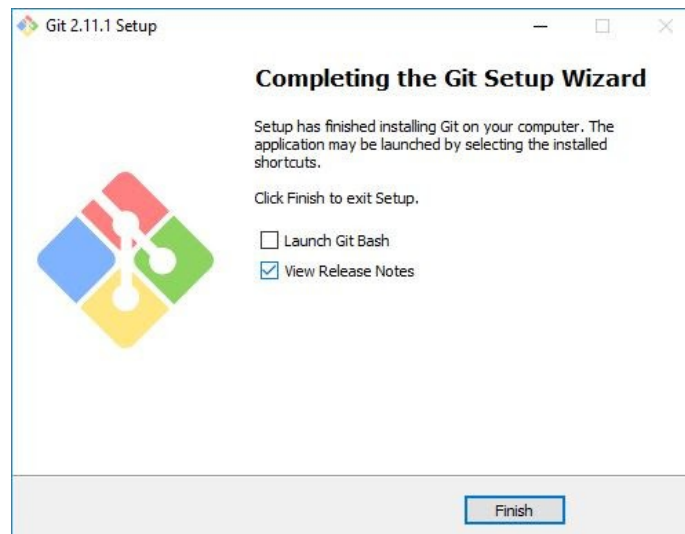 Git 2.11.1 Setup
Completing the Git Setup Wizard
Setup has finished installing Git on your computer. The
application may be launched by selecting the installed
shortcuts.
Click Finish to exit Setup.
Launch Git Bash
View Release Notes
Finish